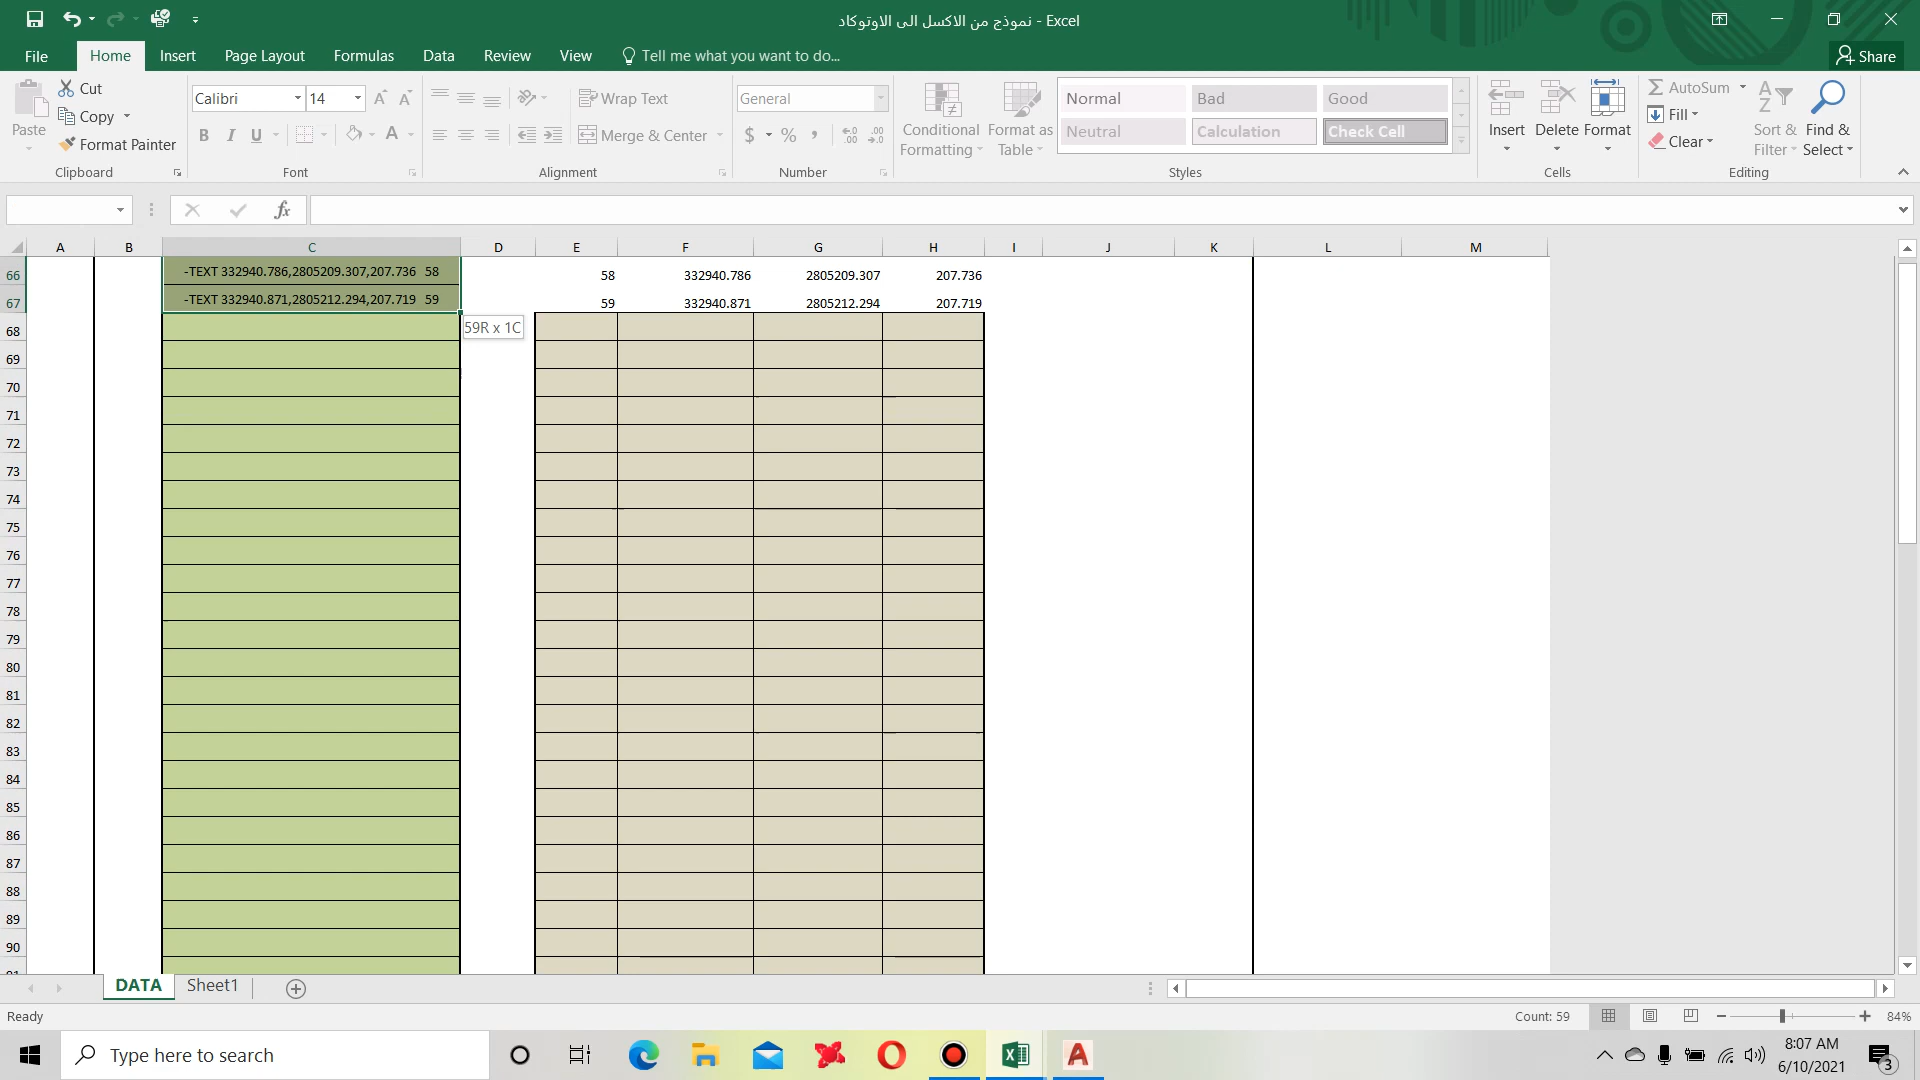 نموذج من الاكسل الى الاوتوكاد - Excel
File Home Insert Page Layout Formulas Data Review View Tell me what you want to do... Share
Paste Cut Copy Format Painter Clipboard
Calibri 14 B I U A Font
Wrap Text Merge & Center Alignment
General $ % , Number
Conditional Formatting Format as Table
Normal Bad Good
Neutral Calculation Check Cell
Styles
Insert Delete Format Cells
AutoSum Fill Clear Sort & Filter Find & Select Editing
fx
A B C D E F G H I J K L M
66 -TEXT 332940.786,2805209.307,207.736 58 58 332940.786 2805209.307 207.736
67 -TEXT 332940.871,2805212.294,207.719 59 59 332940.871 2805212.294 207.719
68 59R x 1C
69
70
71
72
73
74
75
76
77
78
79
80
81
82
83
84
85
86
87
88
89
90
91
DATA Sheet1
Ready Count: 59 84%
Type here to search 8:07 AM
6/10/2021 3